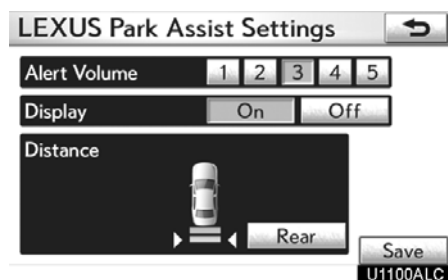 LEXUS Park Assist Settings
Alert Volume 1 2 3 4 5
Display On Off
Distance
Rear
Save
U1100ALC